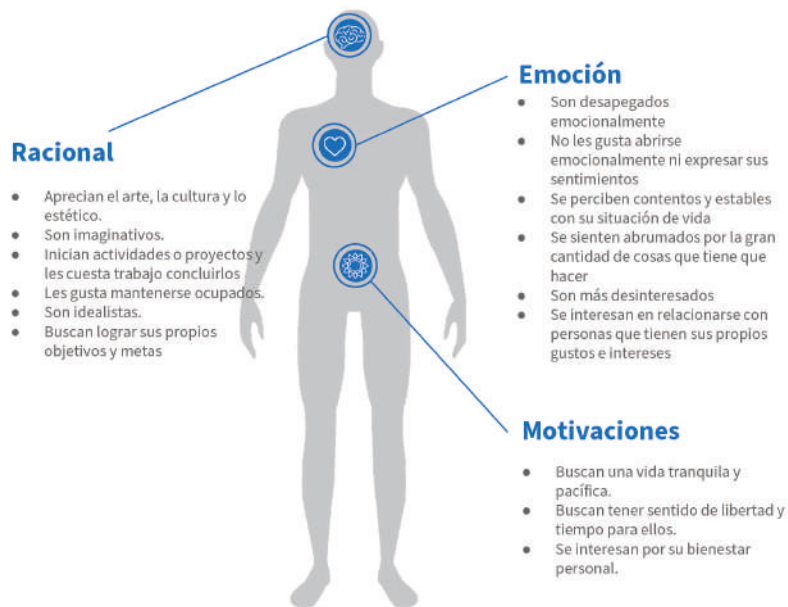 Racional
● Aprecian el arte, la cultura y lo
estético.
● Son imaginativos.
● Inician actividades o proyectos y
les cuesta trabajo concluirlos
● Les gusta mantenerse ocupados.
● Son idealistas.
● Buscan lograr sus propios
objetivos y metas
Emoción
● Son desapegados
emocionalmente
● No les gusta abrirse
emocionalmente ni expresar sus
sentimientos
● Se perciben contentos y estables
con su situación de vida
● Se sienten abrumados por la gran
cantidad de cosas que tiene que
hacer
● Son más desinteresados
● Se interesan en relacionarse con
personas que tienen sus propios
gustos e intereses
Motivaciones
● Buscan una vida tranquila y
pacífica.
● Buscan tener sentido de libertad y
tiempo para ellos.
● Se interesan por su bienestar
personal.